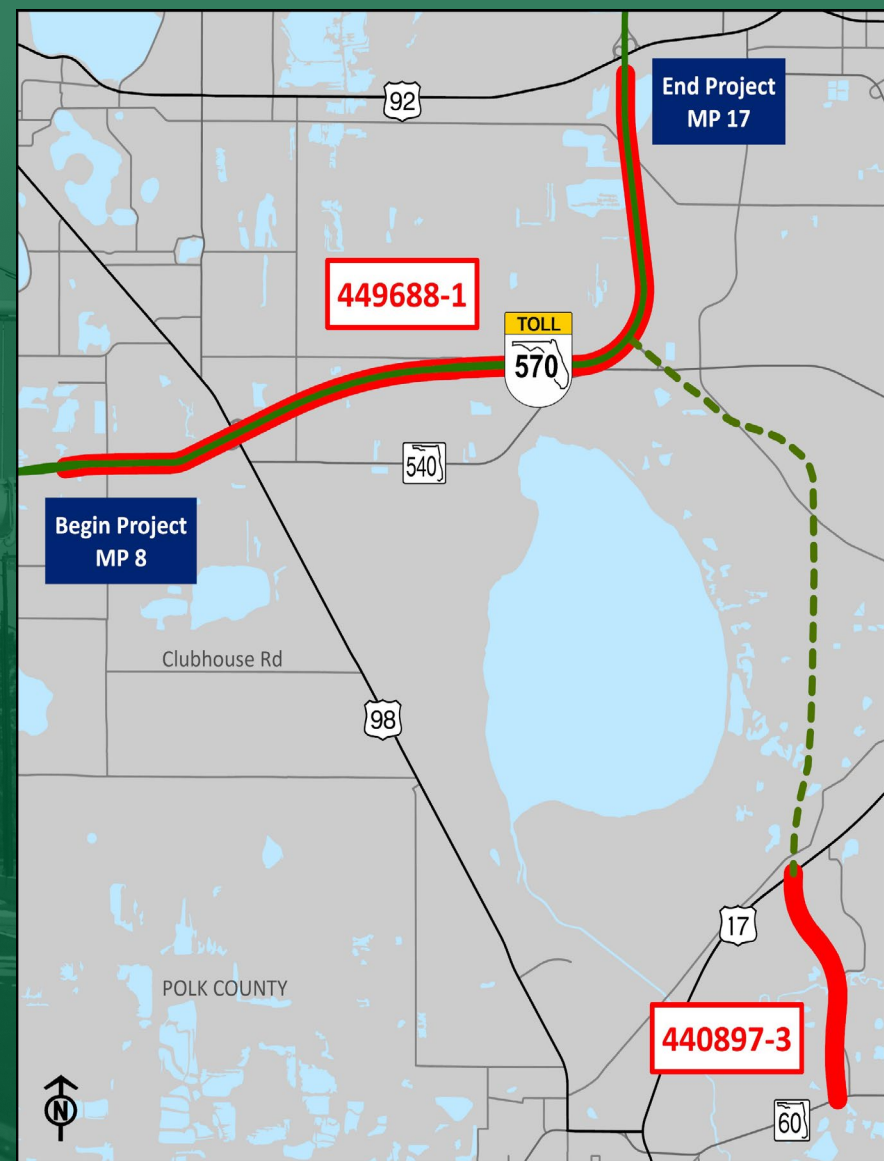 92
End Project
MP 17
449688-1
TOLL
570
540
Begin Project
MP 8
Clubhouse Rd
98
17
POLK COUNTY
440897-3
N
60